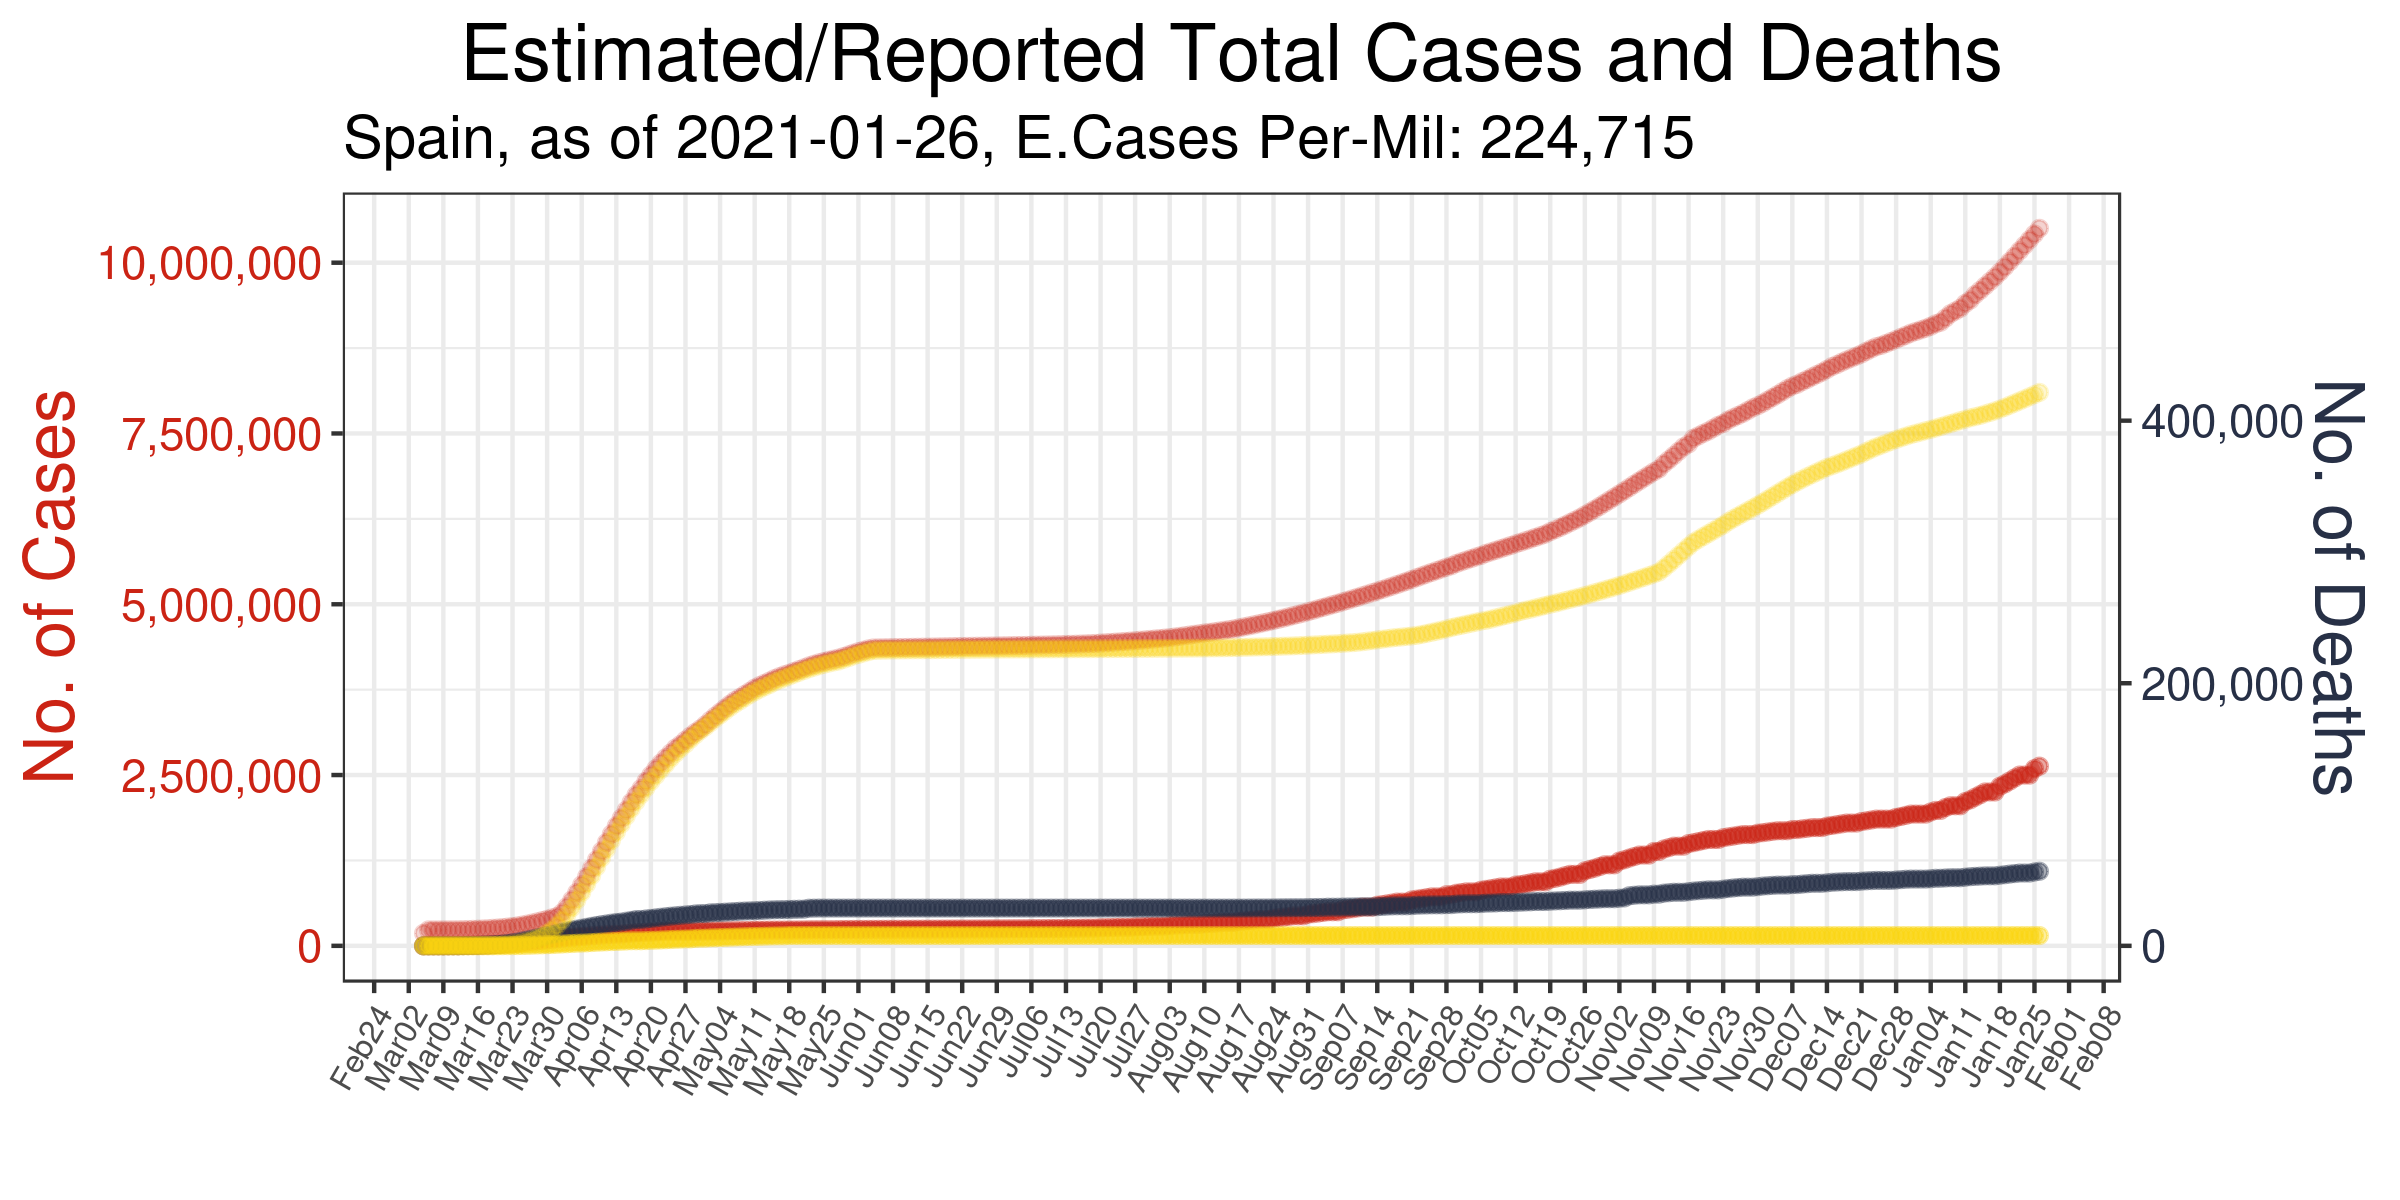 Estimated/Reported Total Cases and Deaths
Spain, as of 2021-01-26, E.Cases Per-Mil: 224,715
No. of Cases
10,000,000
7,500,000
5,000,000
2,500,000
0
400,000
200,000
0
No. of Deaths
Feb24
Mar02
Mar09
Mar16
Mar23
Mar30
Apr06
Apr13
Apr20
Apr27
May04
May11
May18
May25
Jun01
Jun08
Jun15
Jun22
Jun29
Jul06
Jul13
Jul20
Jul27
Aug03
Aug10
Aug17
Aug24
Aug31
Sep07
Sep14
Sep21
Sep28
Oct05
Oct12
Oct19
Oct26
Nov02
Nov09
Nov16
Nov23
Nov30
Dec07
Dec14
Dec21
Dec28
Jan04
Jan11
Jan18
Jan25
Feb01
Feb08